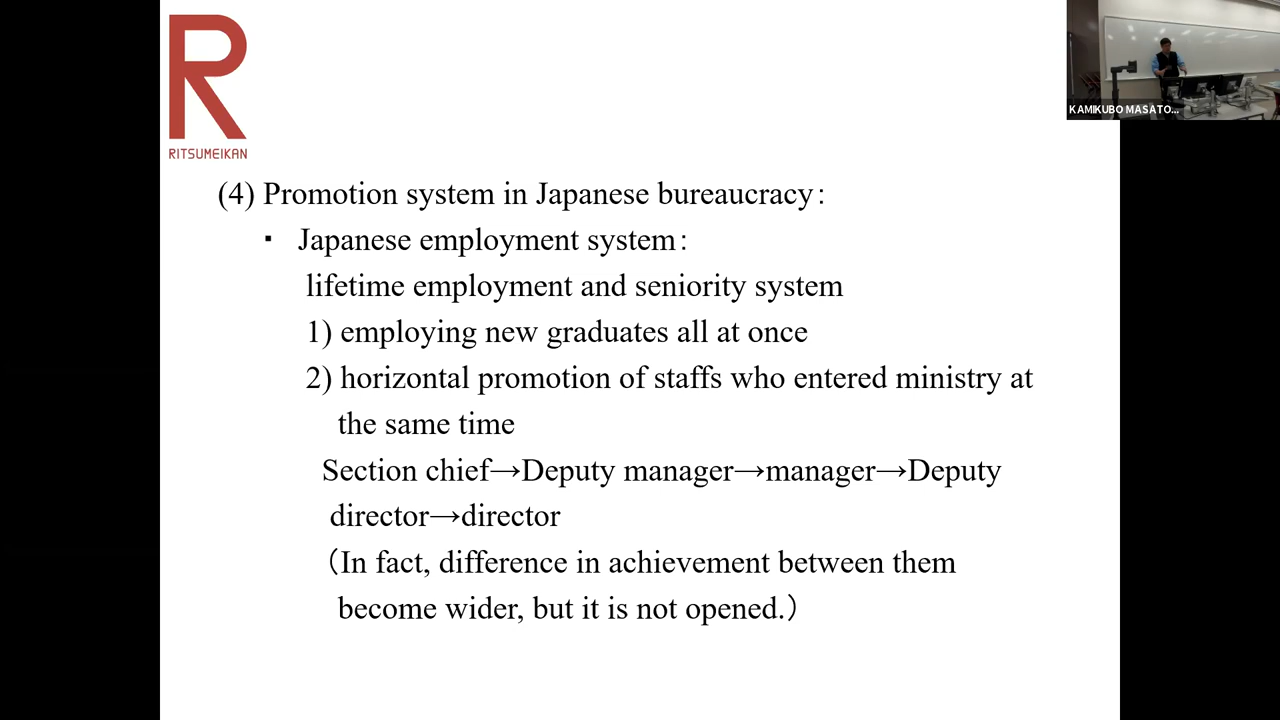 RITSUMEIKAN
KAMIKUBO MASATO...
(4) Promotion system in Japanese bureaucracy：
▪ Japanese employment system：
lifetime employment and seniority system
1) employing new graduates all at once
2) horizontal promotion of staffs who entered ministry at
the same time
Section chief→Deputy manager→manager→Deputy
director→director
（In fact, difference in achievement between them
become wider, but it is not opened.）